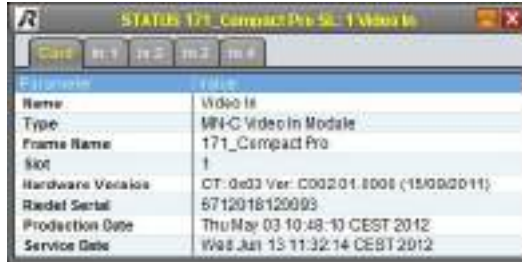 R STATUS 171_Compact Pro SL: 1 Video In
Card In 1 In 2 In 3 In 4
Parameter Value
Name Video In
Type MN-C Video In Module
Frame Name 171_Compact Pro
Slot 1
Hardware Version CT: 0x03 Ver: C002.01.0000 (15/09/2011)
Riedel Serial 6712018120093
Production Date Thu May 03 10:48:10 CEST 2012
Service Date Wed Jun 13 11:32:14 CEST 2012